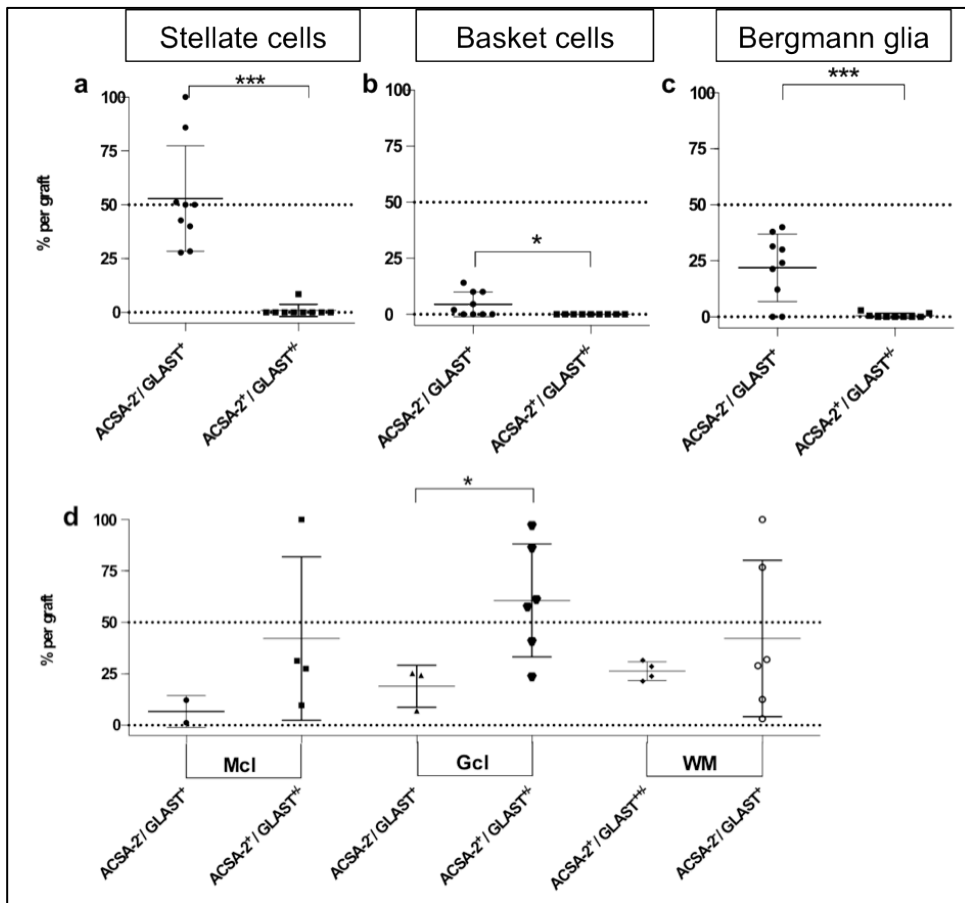 Stellate cells
Basket cells
Bergmann glia
a
***
b
c
***
% per graft
100
75
50
25
0
100
75
50
25
0
*
100
75
50
25
0
ACSA-2⁻/ GLAST⁺
ACSA-2⁺/ GLAST⁺/⁻
ACSA-2⁻/ GLAST⁺
ACSA-2⁺/ GLAST⁺/⁻
ACSA-2⁻/ GLAST⁺
ACSA-2⁺/ GLAST⁺/⁻
d
*
% per graft
100
75
50
25
0
Mcl
Gcl
WM
ACSA-2⁻/ GLAST⁺
ACSA-2⁺/ GLAST⁺/⁻
ACSA-2⁻/ GLAST⁺
ACSA-2⁺/ GLAST⁺/⁻
ACSA-2⁺/ GLAST⁺⁺/⁻
ACSA-2⁻/ GLAST⁺